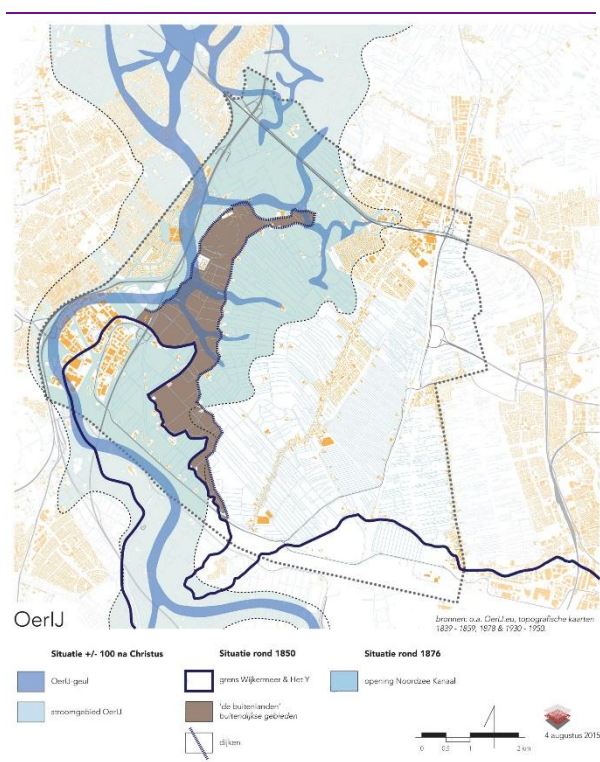 OerIJ
bronnen: o.a. OerIJ.eu, topografische kaarten
1839 - 1859, 1878 & 1930 - 1950.
Situatie +/- 100 na Christus
OerIJ-geul
stroomgebied OerIJ
Situatie rond 1850
grens Wijkermeer & Het Y
'de buitenlanden'
buitendijkse gebieden
dijken
Situatie rond 1876
opening Noordzee Kanaal
0 0,5 1 2 km
4 augustus 2015